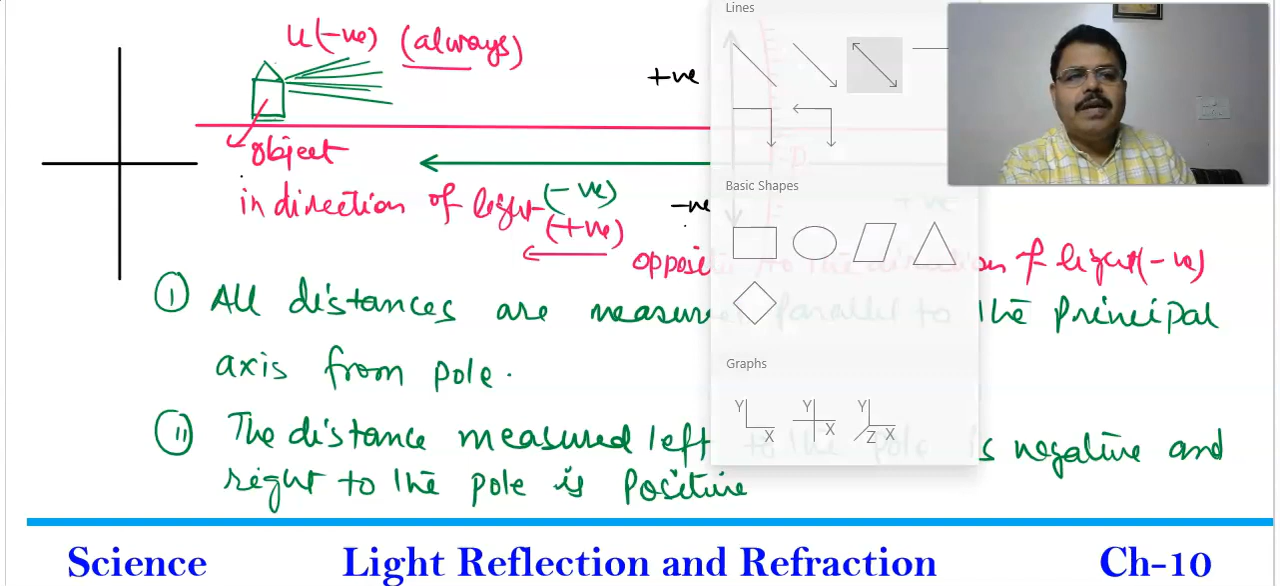 Lines
u(-ve) (always)
+ve
object
-P
Basic Shapes
in direction of light (-ve)
(+ve)
-ve
+ve
opposite to the direction of light (-ve)
(i) All distances are measured parallel to the principal
axis from pole.
Graphs
Y X Y X Y Z X
(ii) The distance measured left to the pole is negative and
right to the pole is positive
Science Light Reflection and Refraction Ch-10